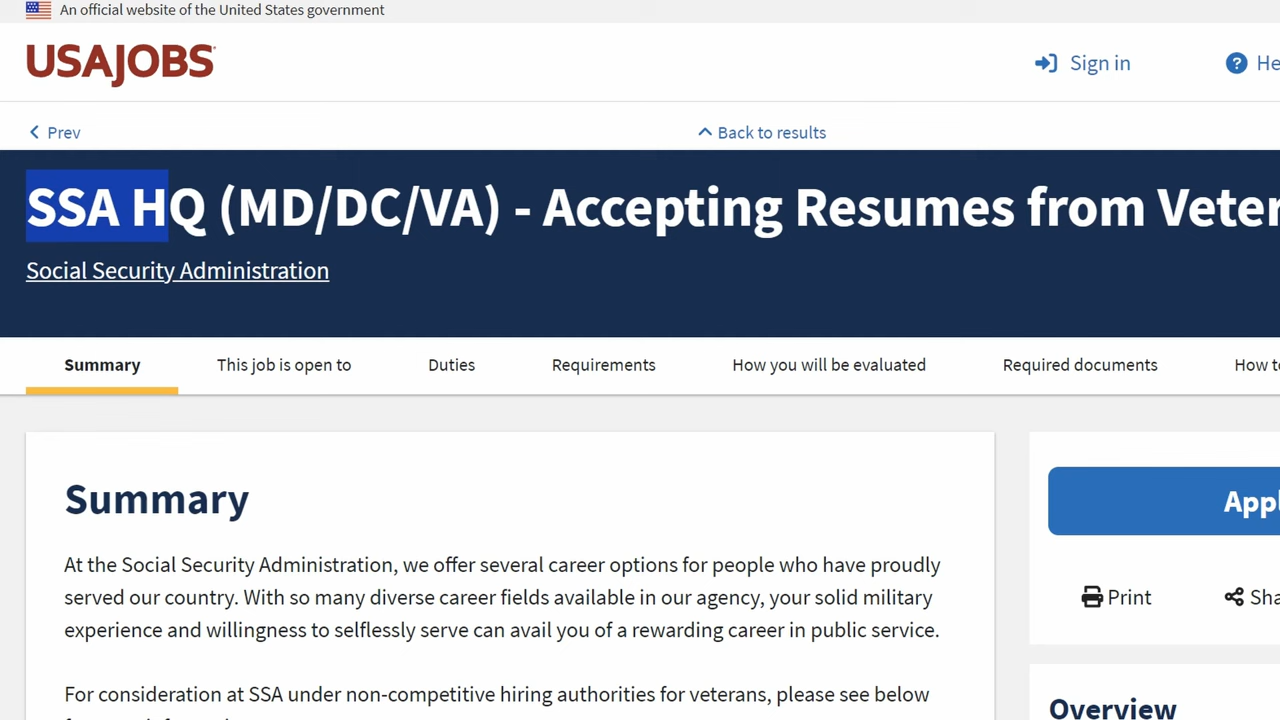 An official website of the United States government
USAJOBS
Sign in
Prev
Back to results
SSA HQ (MD/DC/VA) - Accepting Resumes from
Social Security Administration
Summary
This job is open to
Duties
Requirements
How you will be evaluated
Required documents
How
Summary
At the Social Security Administration, we offer several career options for people who have proudly
served our country. With so many diverse career fields available in our agency, your solid military
experience and willingness to selflessly serve can avail you of a rewarding career in public service.
For consideration at SSA under non-competitive hiring authorities for veterans, please see below
Print
Overview